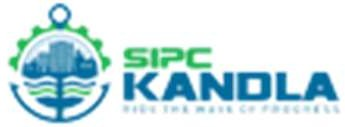 SIPC
KANDLA
RIDE THE WAVE OF PROGRESS